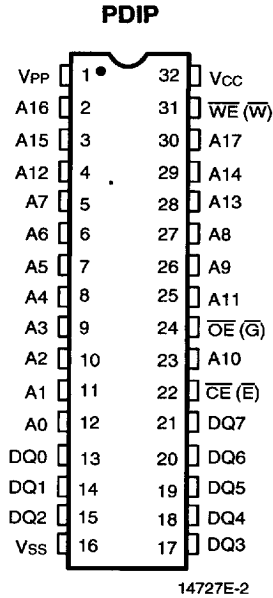 PDIP
VPP 1 32 VCC
A16 2 31 W̅E̅ (W̅)
A15 3 30 A17
A12 4 29 A14
A7 5 28 A13
A6 6 27 A8
A5 7 26 A9
A4 8 25 A11
A3 9 24 O̅E̅ (G̅)
A2 10 23 A10
A1 11 22 C̅E̅ (E̅)
A0 12 21 DQ7
DQ0 13 20 DQ6
DQ1 14 19 DQ5
DQ2 15 18 DQ4
VSS 16 17 DQ3
14727E-2